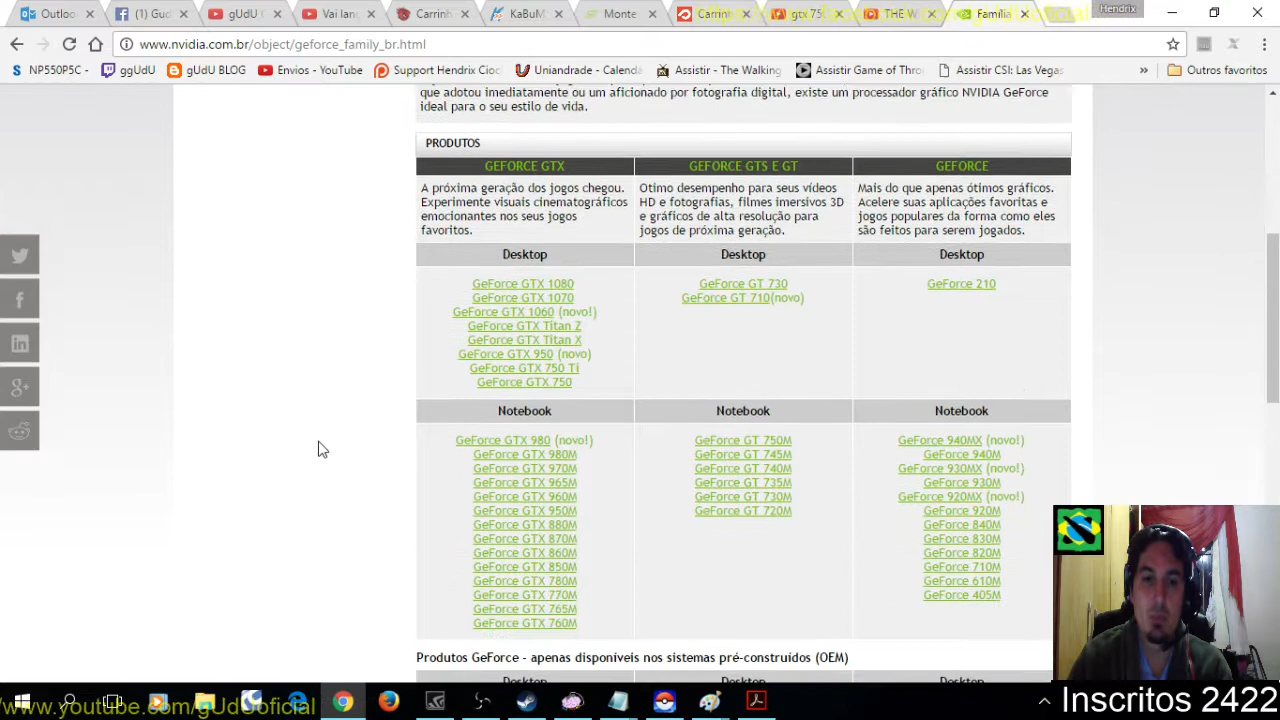 Outloo
(1) Gud
gUdU (
Vai lang
Carrinh
KaBuM
Monte
Carrin
gtx 750
THE W
Família
Hendrix
www.nvidia.com.br/object/geforce_family_br.html
NP550P5C -
ggUdU
gUdU BLOG
Envios - YouTube
Support Hendrix Cioc
Uniandrade - Calenda
Assistir - The Walking
Assistir Game of Thro
Assistir CSI: Las Vegas
»
Outros favoritos
que adotou imediatamente ou um aficionado por fotografia digital, existe um processador gráfico NVIDIA GeForce
ideal para o seu estilo de vida.
PRODUTOS
GEFORCE GTX
GEFORCE GTS E GT
GEFORCE
A próxima geração dos jogos chegou.
Experimente visuais cinematográficos
emocionantes nos seus jogos
favoritos.
Otimo desempenho para seus vídeos
HD e fotografias, filmes imersivos 3D
e gráficos de alta resolução para
jogos de próxima geração.
Mais do que apenas ótimos gráficos.
Acelere suas aplicações favoritas e
jogos populares da forma como eles
são feitos para serem jogados.
Desktop
Desktop
Desktop
GeForce GTX 1080
GeForce GTX 1070
GeForce GTX 1060 (novo!)
GeForce GTX Titan Z
GeForce GTX Titan X
GeForce GTX 950 (novo)
GeForce GTX 750 Ti
GeForce GTX 750
GeForce GT 730
GeForce GT 710(novo)
GeForce 210
Notebook
Notebook
Notebook
GeForce GTX 980 (novo!)
GeForce GTX 980M
GeForce GTX 970M
GeForce GTX 965M
GeForce GTX 960M
GeForce GTX 950M
GeForce GTX 880M
GeForce GTX 870M
GeForce GTX 860M
GeForce GTX 850M
GeForce GTX 780M
GeForce GTX 770M
GeForce GTX 765M
GeForce GTX 760M
GeForce GT 750M
GeForce GT 745M
GeForce GT 740M
GeForce GT 735M
GeForce GT 730M
GeForce GT 720M
GeForce 940MX (novo!)
GeForce 940M
GeForce 930MX (novo!)
GeForce 930M
GeForce 920MX (novo!)
GeForce 920M
GeForce 840M
GeForce 830M
GeForce 820M
GeForce 710M
GeForce 610M
GeForce 405M
Produtos GeForce - apenas disponíveis nos sistemas pré-construídos (OEM)
Desktop
Desktop
Desktop
/www.youtube.com/gUdUoficial
Inscritos 2422